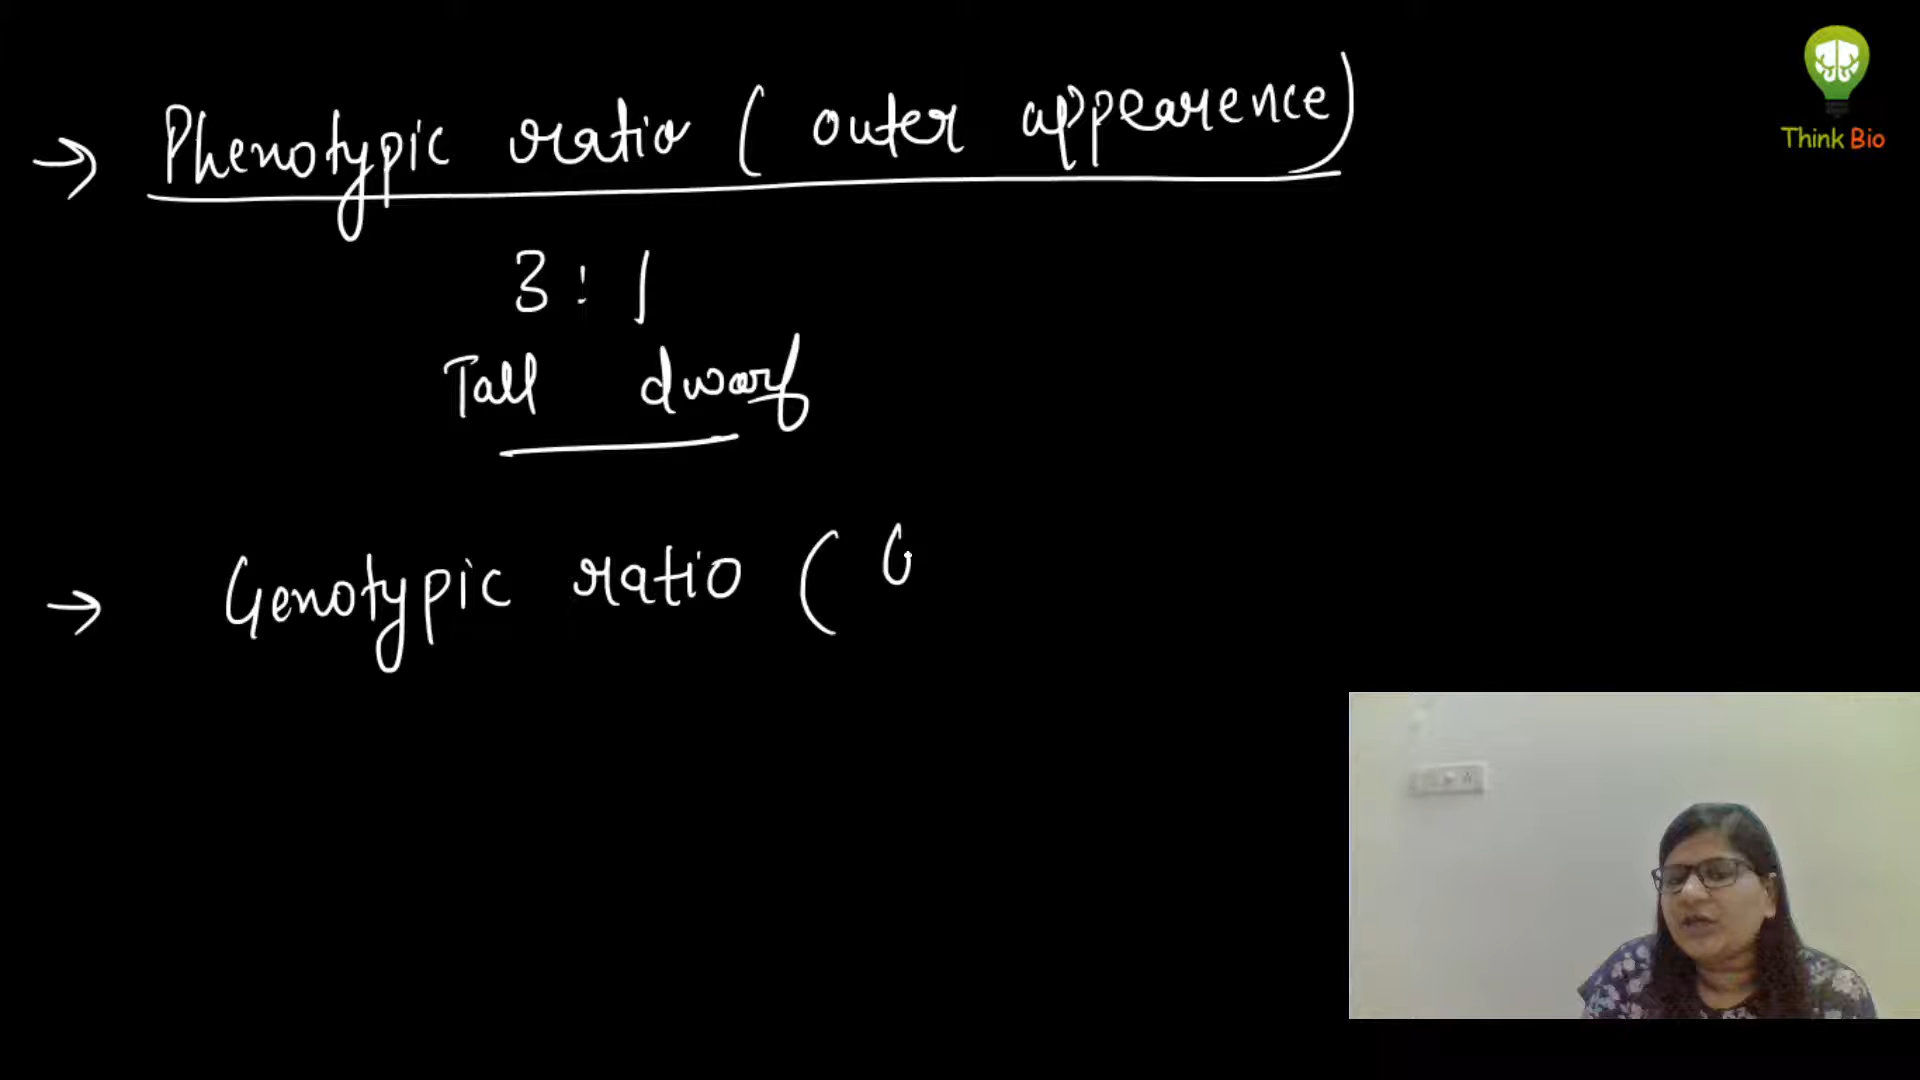 Think Bio
→ Phenotypic ratio ( outer appearence)
3 : 1
Tall dwarf
→ Genotypic ratio (